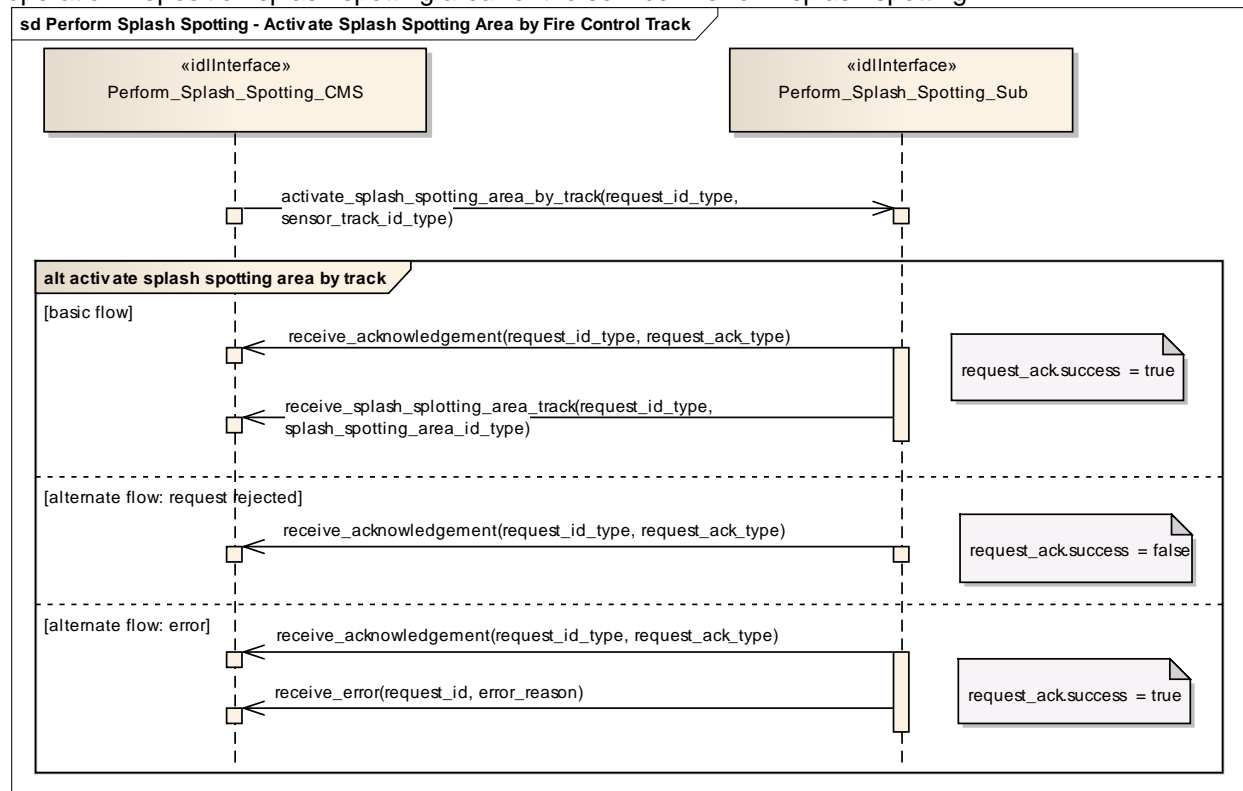 sd Perform Splash Spotting - Activate Splash Spotting Area by Fire Control Track
«idlInterface»
Perform_Splash_Spotting_CMS
«idlInterface»
Perform_Splash_Spotting_Sub
activate_splash_spotting_area_by_track(request_id_type,
sensor_track_id_type)
alt activate splash spotting area by track
[basic flow]
receive_acknowledgement(request_id_type, request_ack_type)
request_ack.success = true
receive_splash_splotting_area_track(request_id_type,
splash_spotting_area_id_type)
[alternate flow: request rejected]
receive_acknowledgement(request_id_type, request_ack_type)
request_ack.success = false
[alternate flow: error]
receive_acknowledgement(request_id_type, request_ack_type)
receive_error(request_id, error_reason)
request_ack.success = true